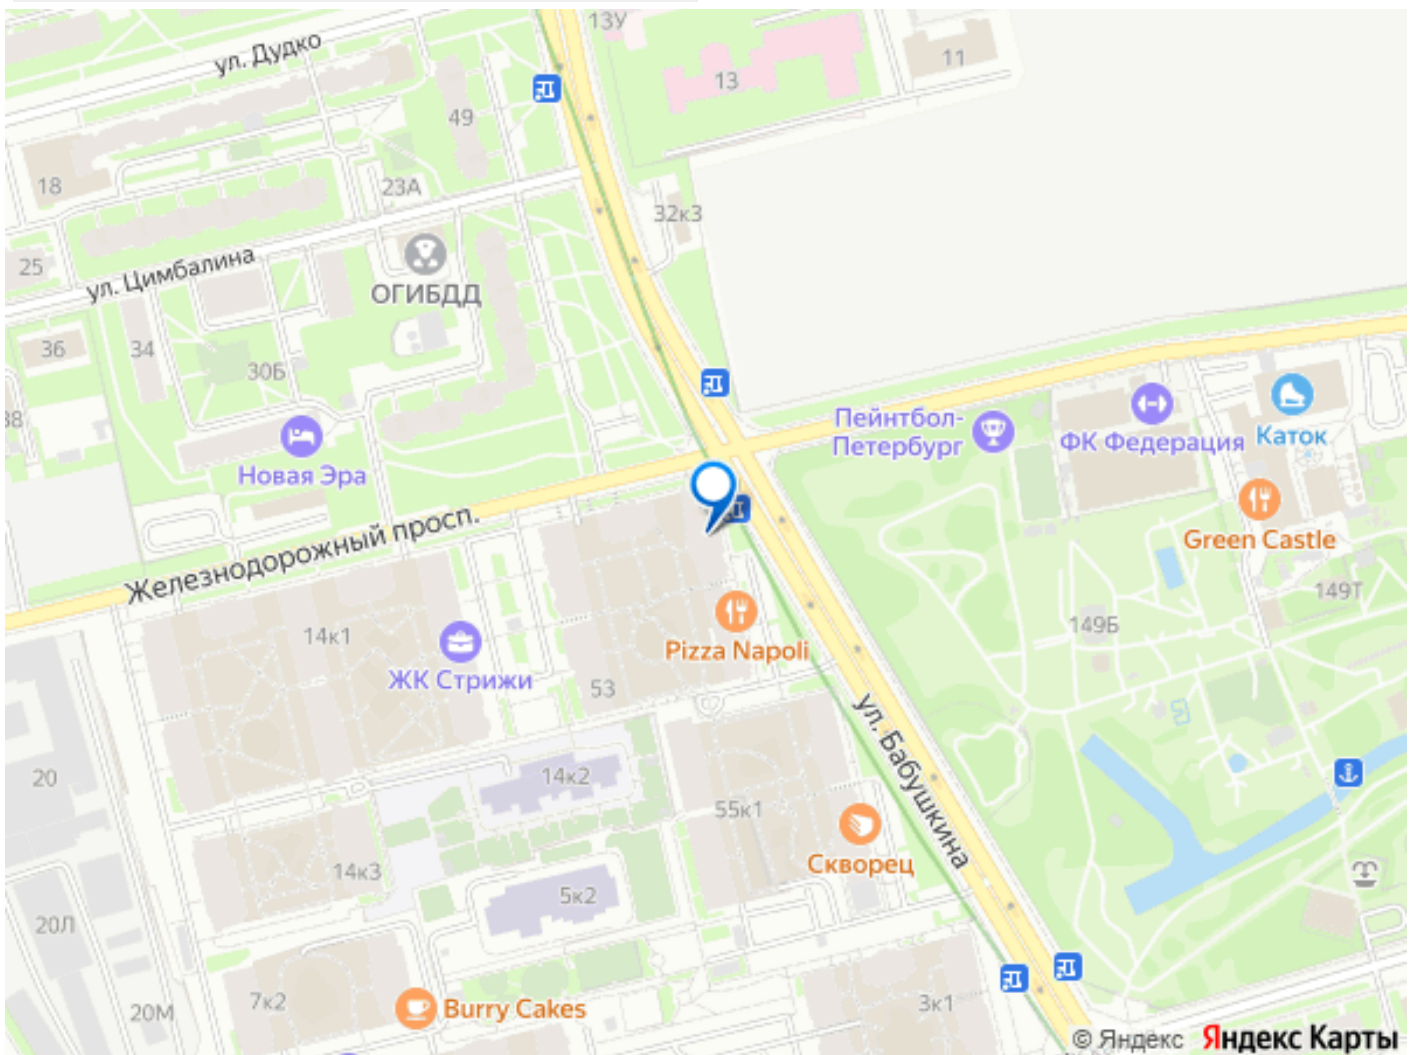 13У
ул. Дудко
11
13
49
18
23А
32к3
25
ул. Цимбалина
ОГИБДД
36
34
30Б
38
Пейнтбол-
Петербург
ФК Федерация
Каток
Новая Эра
Железнодорожный просп.
Green Castle
149Т
14к1
149Б
Pizza Napoli
ЖК Стрижи
53
ул. Бабушкина
20
14к2
55к1
Скворец
14к3
5к2
20Л
7к2
Burry Cakes
3к1
20М
© Яндекс Яндекс Карты